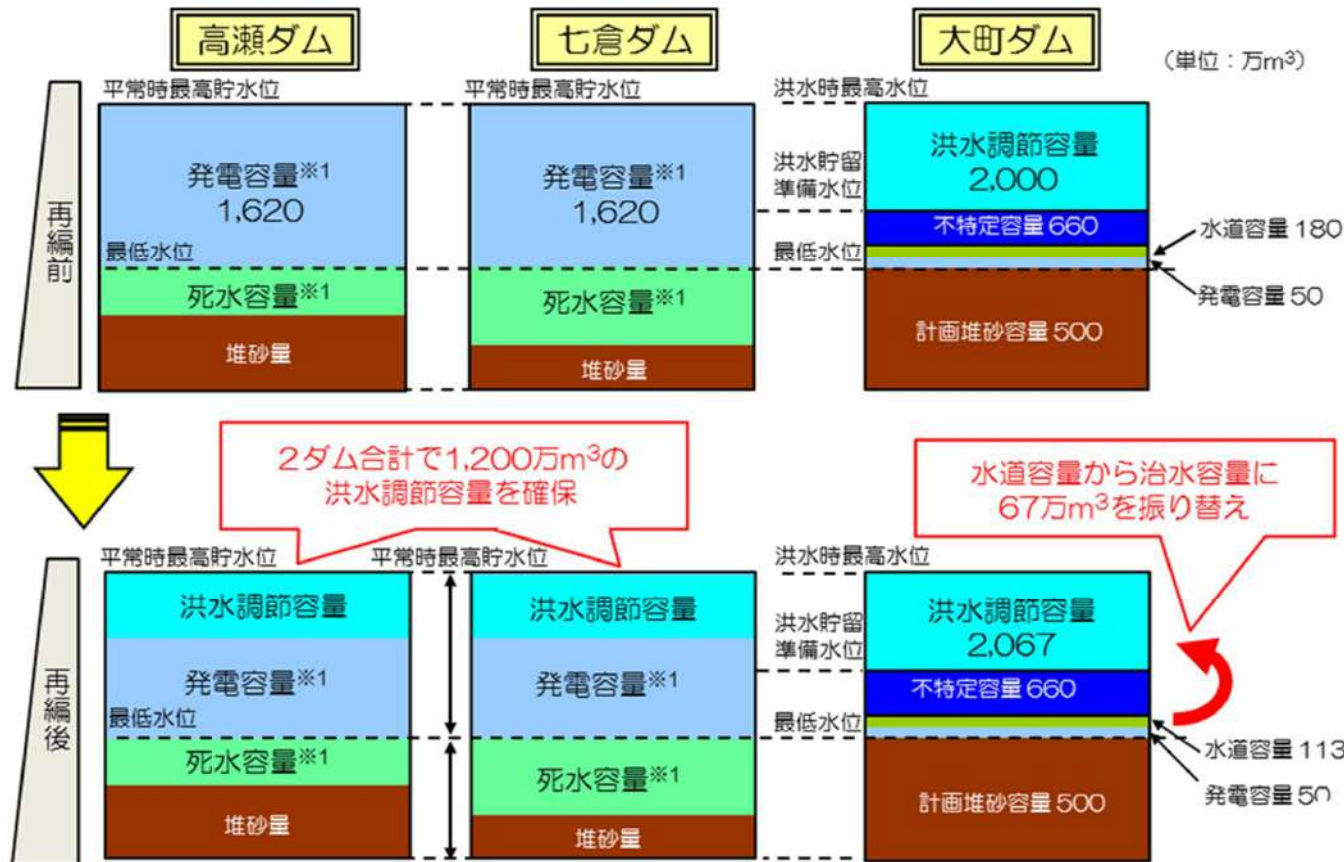 高瀬ダム
七倉ダム
大町ダム
(単位:万m³)
平常時最高貯水位
平常時最高貯水位
洪水時最高水位
再編前
発電容量※1
1,620
最低水位
死水容量※1
堆砂量
発電容量※1
1,620
死水容量※1
堆砂量
洪水貯留
準備水位
最低水位
洪水調節容量
2,000
不特定容量 660
水道容量 180
発電容量 50
計画堆砂容量 500
2ダム合計で1,200万m³の
洪水調節容量を確保
水道容量から治水容量に
67万m³を振り替え
平常時最高貯水位
平常時最高貯水位
洪水時最高水位
再編後
洪水調節容量
発電容量※1
最低水位
死水容量※1
堆砂量
洪水調節容量
発電容量※1
死水容量※1
堆砂量
洪水貯留
準備水位
最低水位
洪水調節容量
2,067
不特定容量 660
水道容量 113
発電容量 50
計画堆砂容量 500